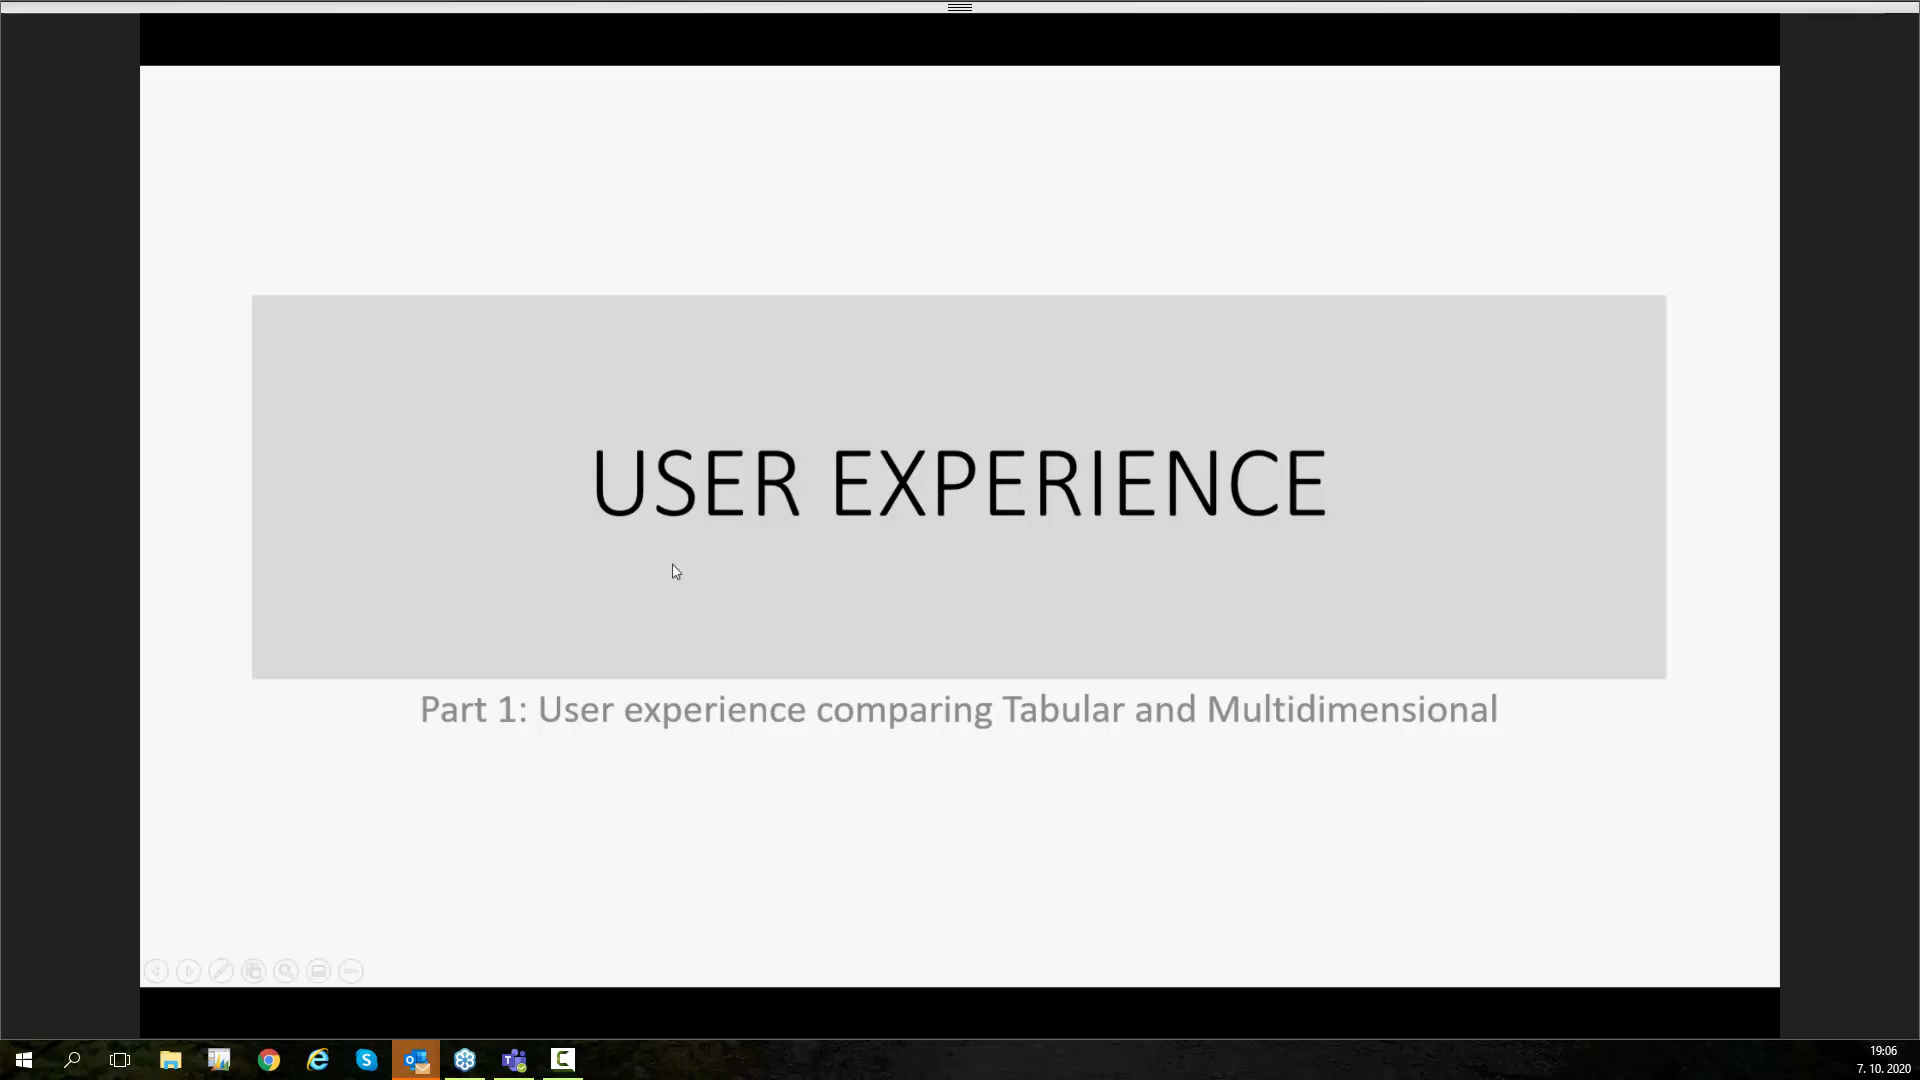 USER EXPERIENCE
Part 1: User experience comparing Tabular and Multidimensional
19:06
7. 10. 2020